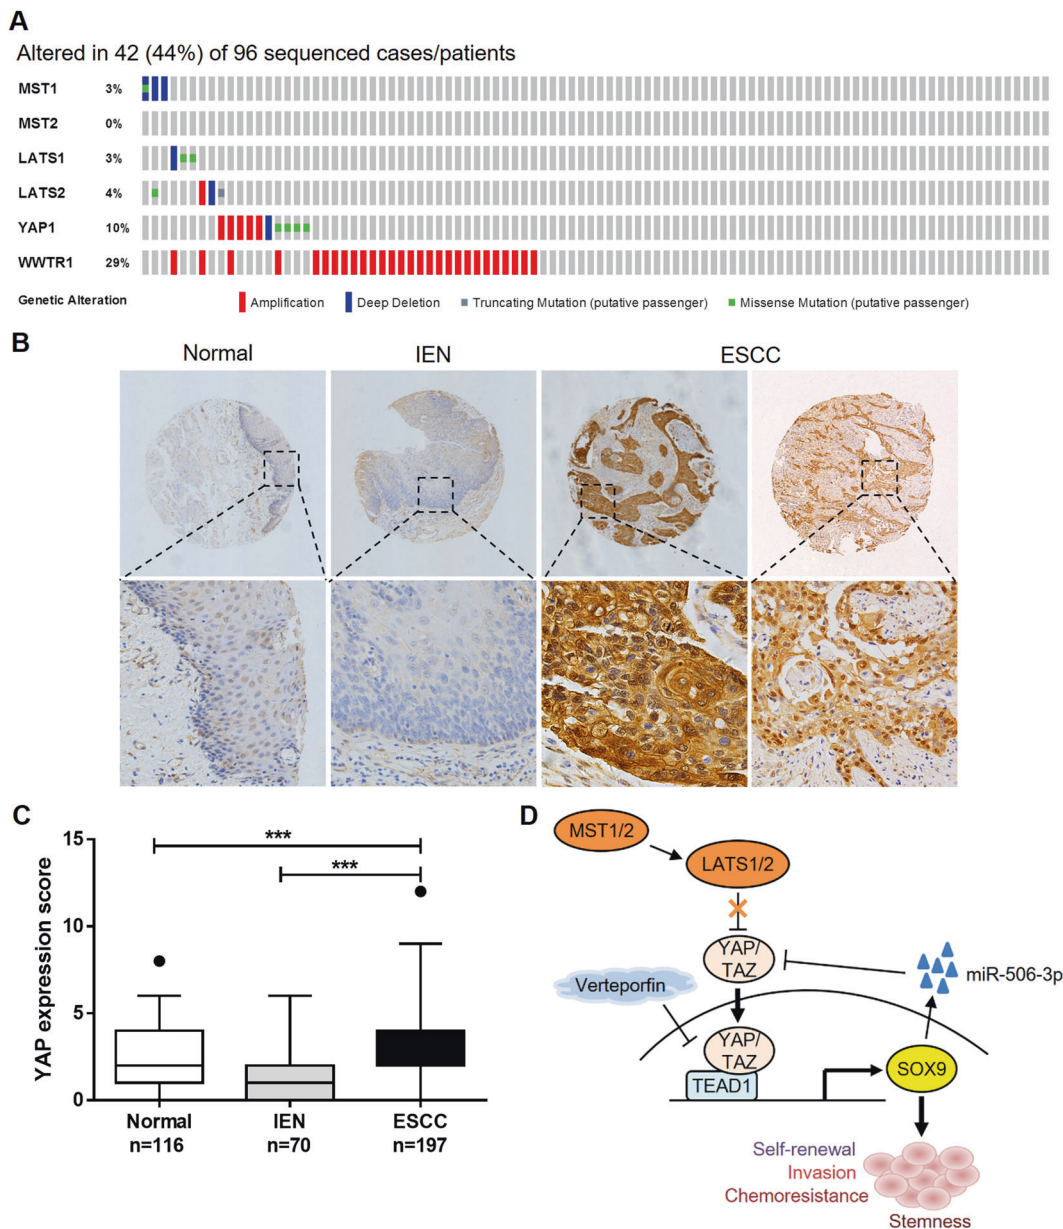 A
Altered in 42 (44%) of 96 sequenced cases/patients
MST1 3%
MST2 0%
LATS1 3%
LATS2 4%
YAP1 10%
WWTR1 29%
Genetic Alteration Amplification Deep Deletion Truncating Mutation (putative passenger) Missense Mutation (putative passenger)
B
Normal IEN ESCC
C
YAP expression score
15
10
5
0
***
***
Normal IEN ESCC
n=116 n=70 n=197
D
MST1/2
LATS1/2
YAP/
TAZ
miR-506-3p
Verteporfin
YAP/
TAZ
TEAD1
SOX9
Self-renewal
Invasion
Chemoresistance
Stemness